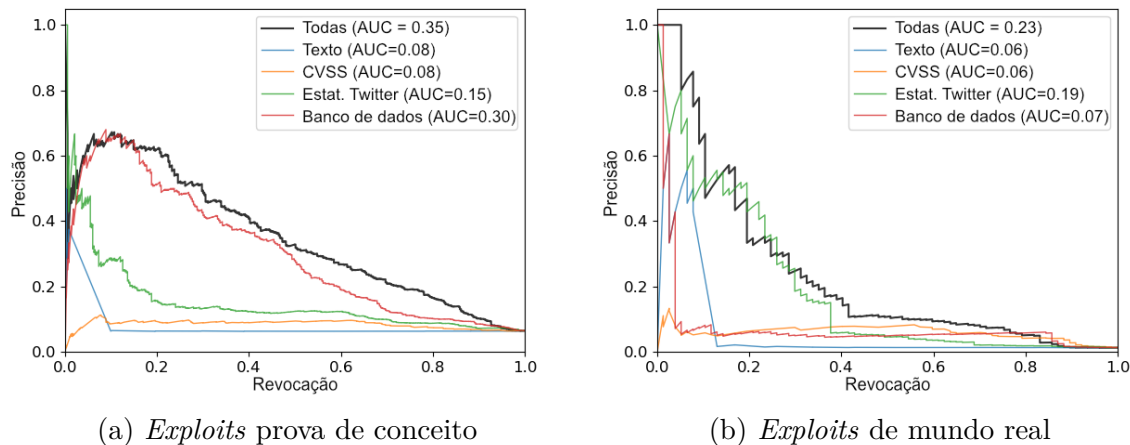 1.0
0.8
0.6
0.4
0.2
0.0
Precisão
Todas (AUC = 0.35)
Texto (AUC=0.08)
CVSS (AUC=0.08)
Estat. Twitter (AUC=0.15)
Banco de dados (AUC=0.30)
0.0 0.2 0.4 0.6 0.8 1.0
Revocação
(a) Exploits prova de conceito
1.0
0.8
0.6
0.4
0.2
0.0
Precisão
Todas (AUC = 0.23)
Texto (AUC=0.06)
CVSS (AUC=0.06)
Estat. Twitter (AUC=0.19)
Banco de dados (AUC=0.07)
0.0 0.2 0.4 0.6 0.8 1.0
Revocação
(b) Exploits de mundo real